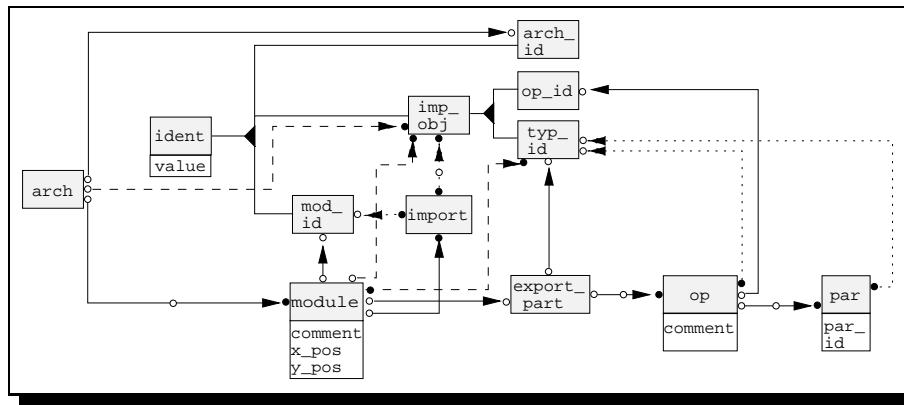 arch_
id
imp_
obj
op_id
ident
value
typ_
id
arch
mod_
id
import
module
comment
x_pos
y_pos
export_
part
op
comment
par
par_
id